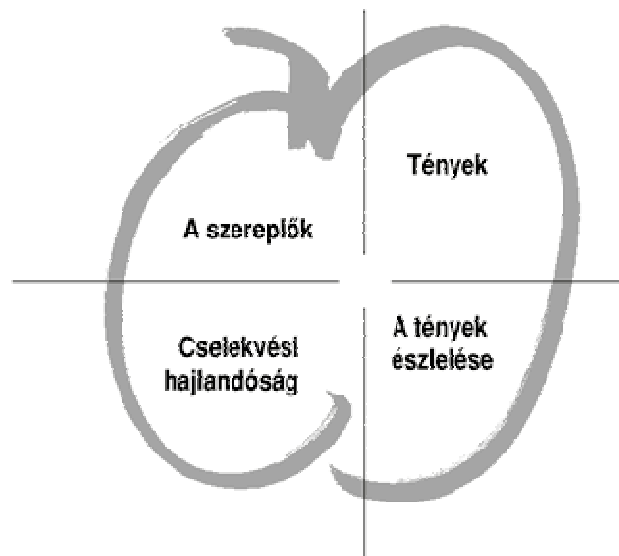 Tények
A szereplők
A tények
észlelése
Cselekvési
hajlandóság